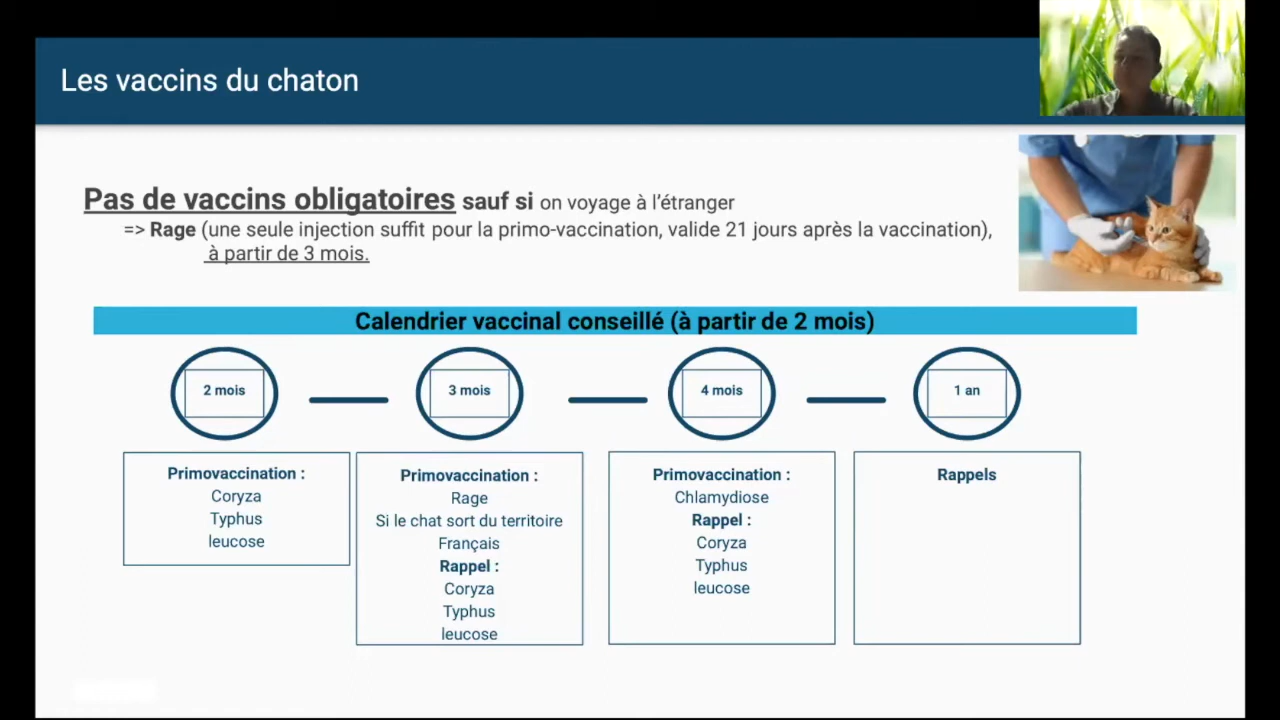 Les vaccins du chaton
Pas de vaccins obligatoires sauf si on voyage à l'étranger
=> Rage (une seule injection suffit pour la primo-vaccination, valide 21 jours après la vaccination),
à partir de 3 mois.
Calendrier vaccinal conseillé (à partir de 2 mois)
2 mois
3 mois
4 mois
1 an
Primovaccination :
Coryza
Typhus
leucose
Primovaccination :
Rage
Si le chat sort du territoire
Français
Rappel :
Coryza
Typhus
leucose
Primovaccination :
Chlamydiose
Rappel :
Coryza
Typhus
leucose
Rappels